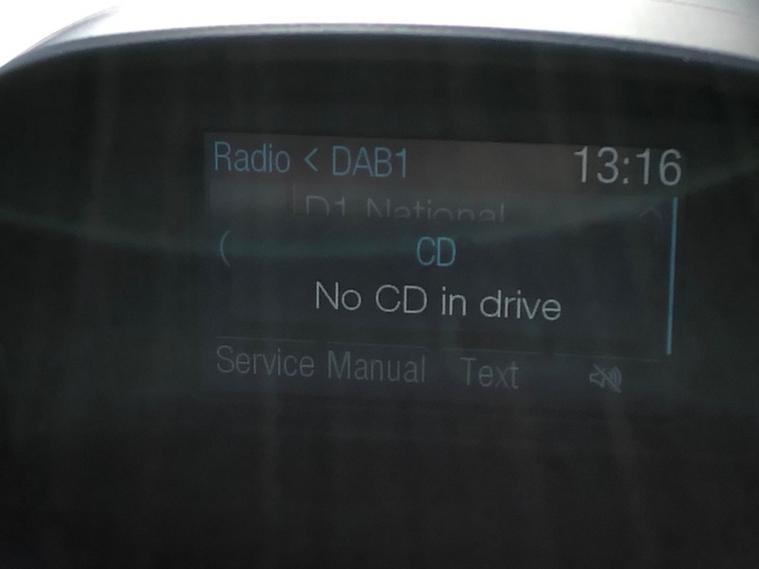 Radio < DAB1 13:16
D1 National
CD
No CD in drive
Service Manual Text